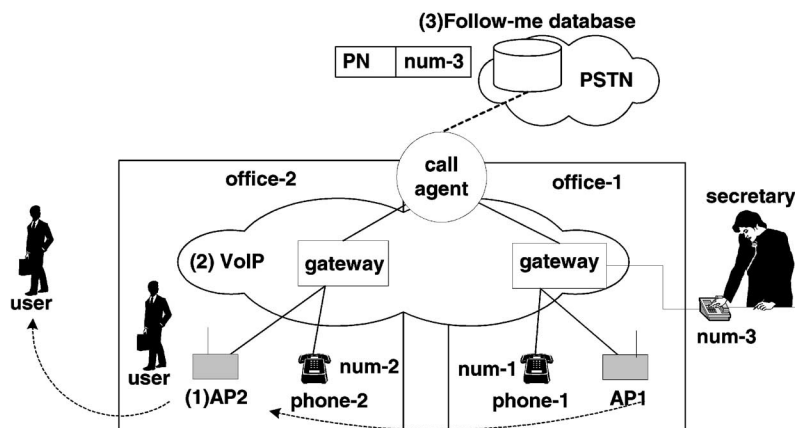 (3)Follow-me database
PN num-3
PSTN
call
agent
office-2
office-1
secretary
(2) VoIP
gateway
gateway
user
user
num-3
num-2
num-1
(1)AP2
phone-2
phone-1
AP1